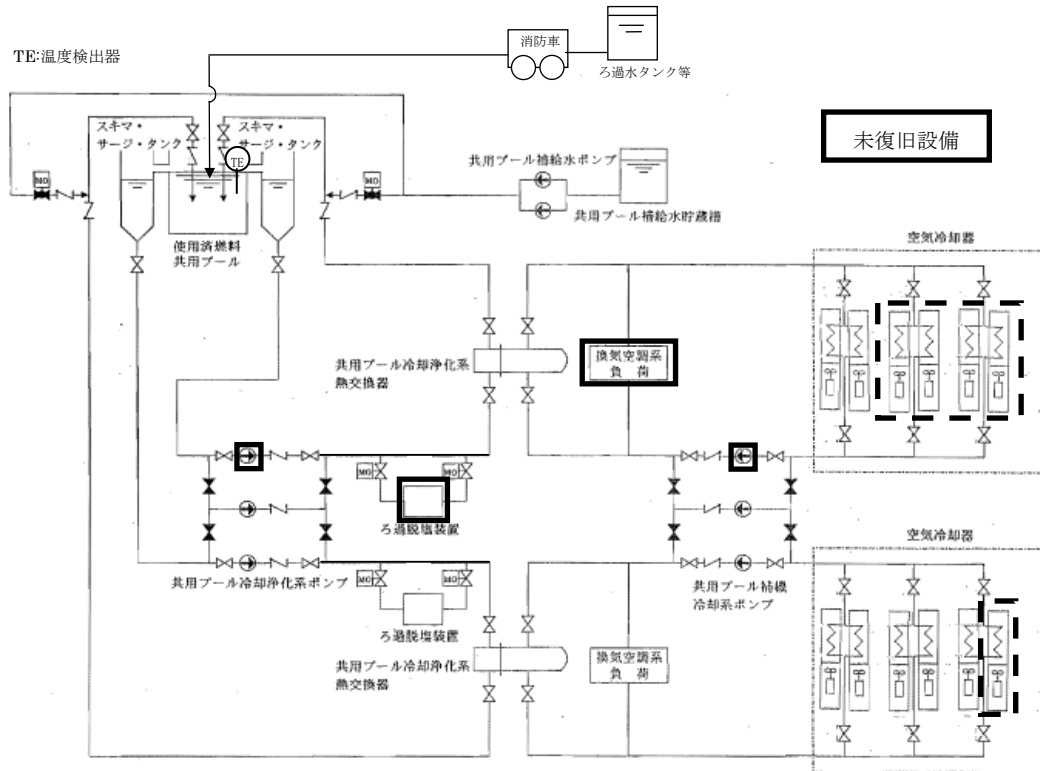 消防車
ろ過水タンク等
TE:温度検出器
未復旧設備
スキマ・
サージ・タンク
スキマ・
サージ・タンク
TE
MO
MO
共用プール補給水ポンプ
共用プール補給水貯蔵槽
使用済燃料
共用プール
空気冷却器
共用プール冷却浄化系
熱交換器
換気空調系
負荷
MO
MO
ろ過脱塩装置
空気冷却器
共用プール冷却浄化系ポンプ
共用プール補機
冷却系ポンプ
MO
MO
ろ過脱塩装置
共用プール冷却浄化系
熱交換器
換気空調系
負荷